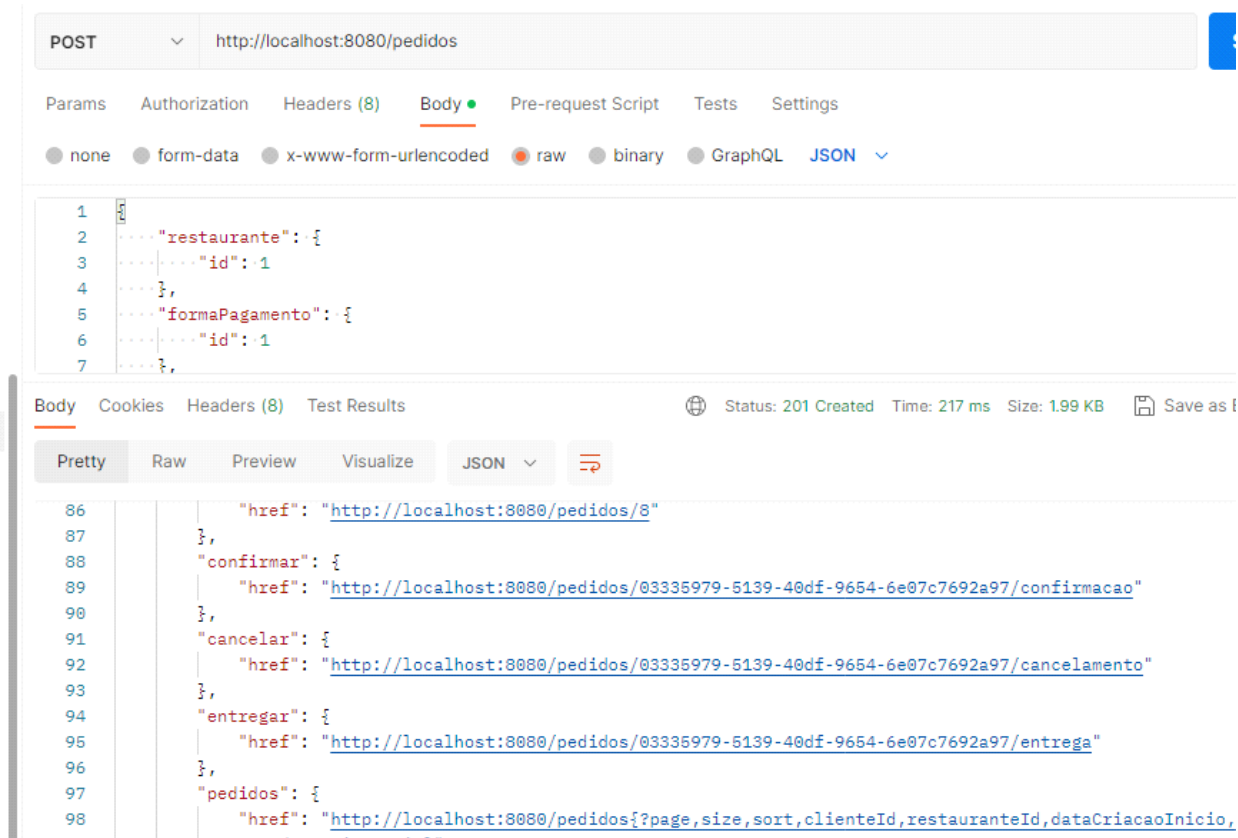 POST http://localhost:8080/pedidos
Params Authorization Headers (8) Body Pre-request Script Tests Settings
none form-data x-www-form-urlencoded raw binary GraphQL JSON
1 {
2 "restaurante": {
3 "id": 1
4 },
5 "formaPagamento": {
6 "id": 1
7 },
Body Cookies Headers (8) Test Results Status: 201 Created Time: 217 ms Size: 1.99 KB Save as
Pretty Raw Preview Visualize JSON
86 "href": "http://localhost:8080/pedidos/8"
87 },
88 "confirmar": {
89 "href": "http://localhost:8080/pedidos/03335979-5139-40df-9654-6e07c7692a97/confirmacao"
90 },
91 "cancelar": {
92 "href": "http://localhost:8080/pedidos/03335979-5139-40df-9654-6e07c7692a97/cancelamento"
93 },
94 "entregar": {
95 "href": "http://localhost:8080/pedidos/03335979-5139-40df-9654-6e07c7692a97/entrega"
96 },
97 "pedidos": {
98 "href": "http://localhost:8080/pedidos{?page,size,sort,clienteId,restauranteId,dataCriacaoInicio,